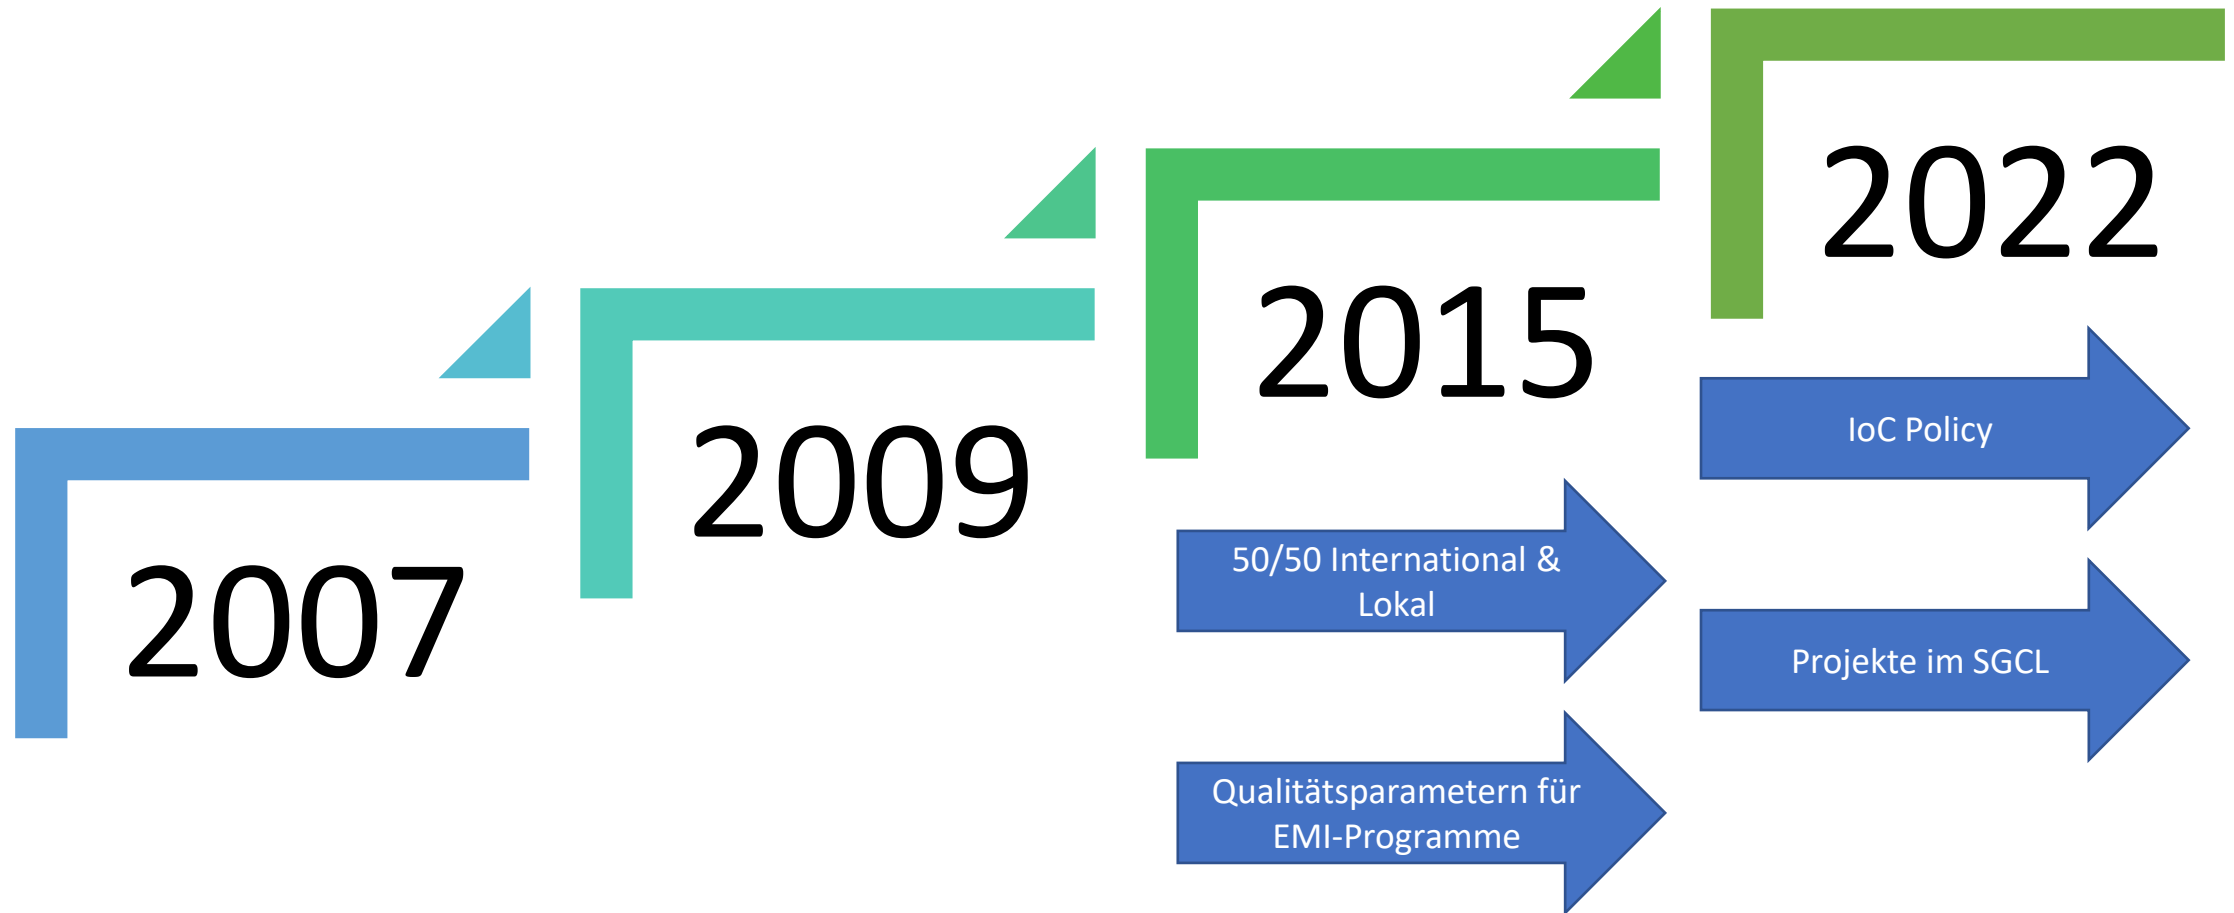 2007
2009
2015
50/50 International &
Lokal
Qualitätsparametern für
EMI-Programme
2022
IoC Policy
Projekte im SGCL